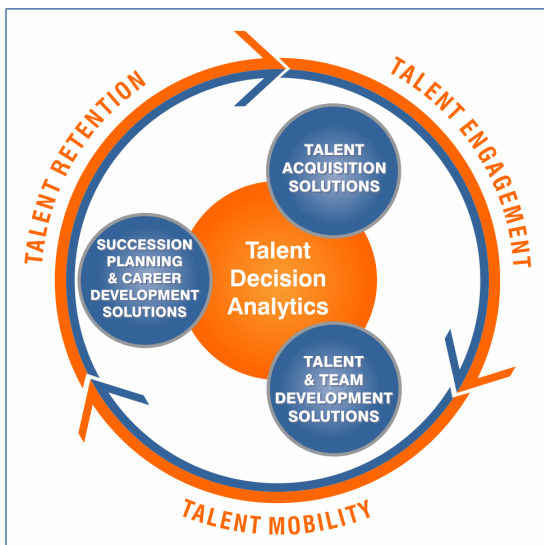 TALENT RETENTION
TALENT ENGAGEMENT
TALENT
ACQUISITION
SOLUTIONS
SUCCESSION
PLANNING
& CAREER
DEVELOPMENT
SOLUTIONS
Talent
Decision
Analytics
TALENT
& TEAM
DEVELOPMENT
SOLUTIONS
TALENT MOBILITY